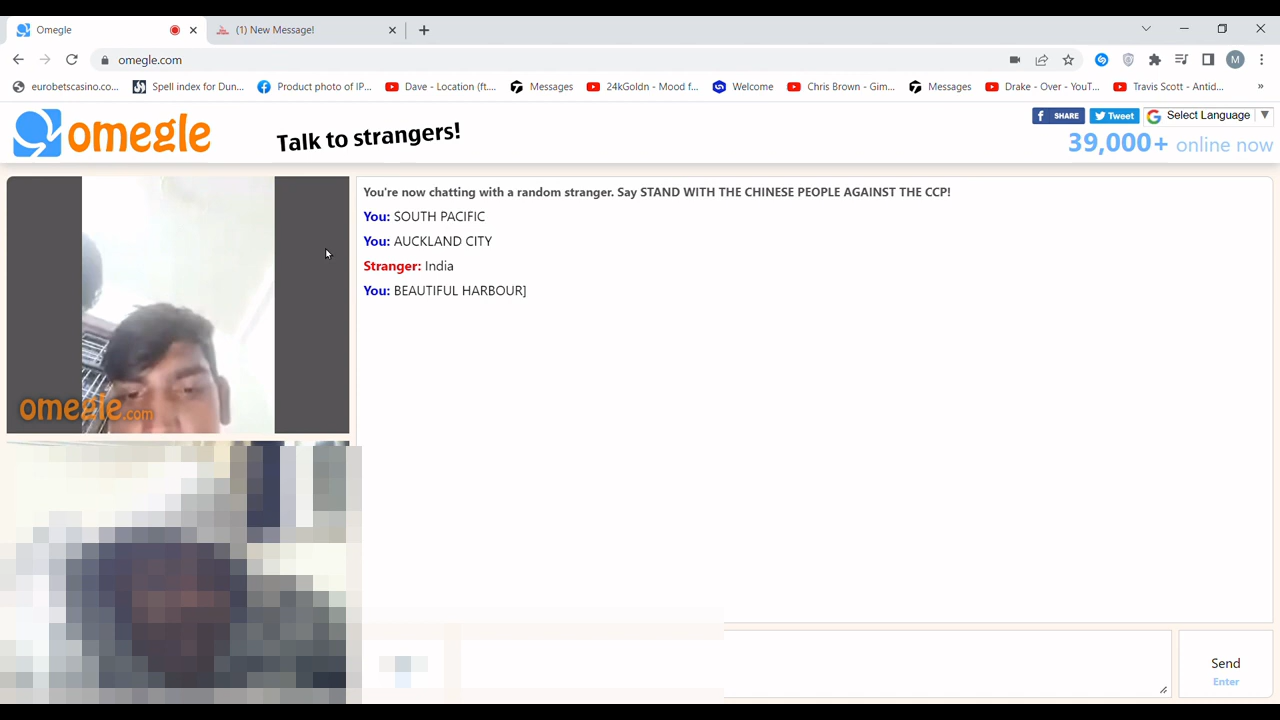 Omegle
(1) New Message!
omegle.com
M
eurobetscasino.co...
Spell index for Dun...
Product photo of IP...
Dave - Location (ft....
Messages
24kGoldn - Mood f...
Welcome
Chris Brown - Gim...
Messages
Drake - Over - YouT...
Travis Scott - Antid...
»
omegle
Talk to strangers!
SHARE
Tweet
Select Language
39,000+ online now
You're now chatting with a random stranger. Say STAND WITH THE CHINESE PEOPLE AGAINST THE CCP!
You: SOUTH PACIFIC
You: AUCKLAND CITY
Stranger: India
You: BEAUTIFUL HARBOUR]
omegle.com
Send
Enter